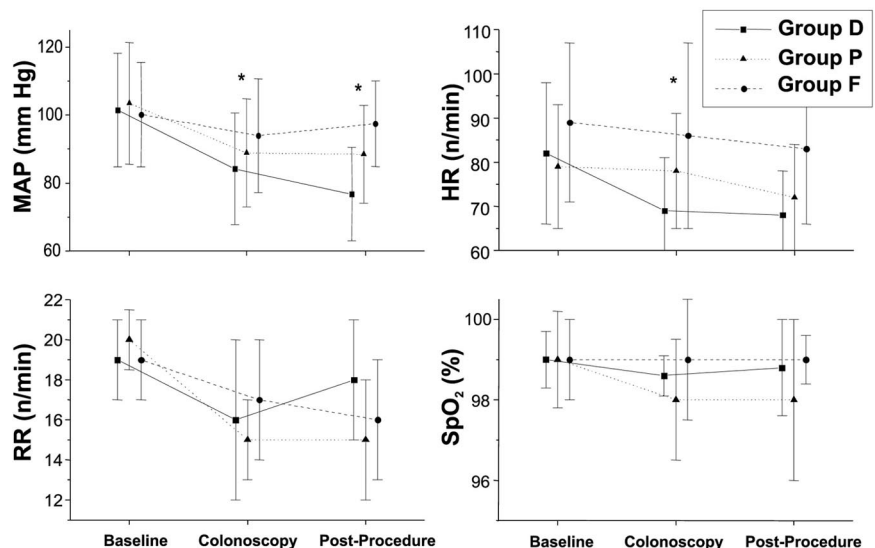 120
100
80
60
MAP (mm Hg)
*
*
110
100
90
80
70
60
HR (n/min)
*
Group D
Group P
Group F
22
20
18
16
14
12
RR (n/min)
Baseline
Colonoscopy
Post-Procedure
100
98
96
94
SpO₂ (%)
Baseline
Colonoscopy
Post-Procedure